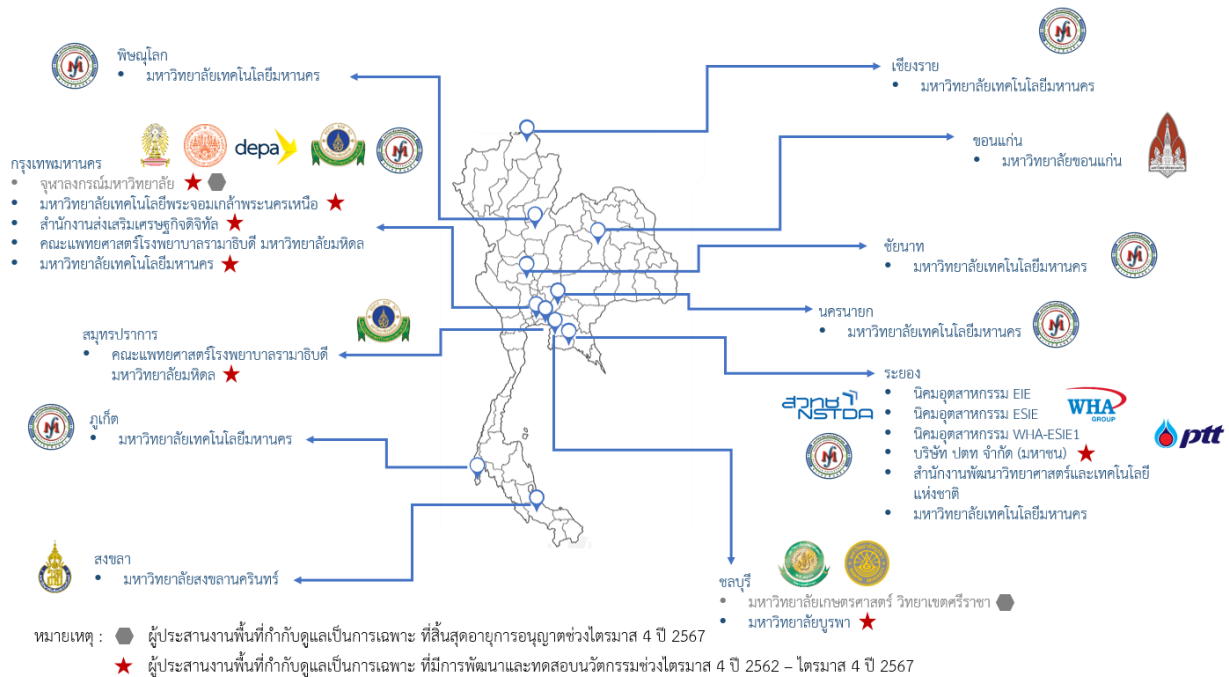 พิษณุโลก
• มหาวิทยาลัยเทคโนโลยีมหานคร
เชียงราย
• มหาวิทยาลัยเทคโนโลยีมหานคร
depa
กรุงเทพมหานคร
• จุฬาลงกรณ์มหาวิทยาลัย
• มหาวิทยาลัยเทคโนโลยีพระจอมเกล้าพระนครเหนือ
• สำนักงานส่งเสริมเศรษฐกิจดิจิทัล
• คณะแพทยศาสตร์โรงพยาบาลรามาธิบดี มหาวิทยาลัยมหิดล
• มหาวิทยาลัยเทคโนโลยีมหานคร
ขอนแก่น
• มหาวิทยาลัยขอนแก่น
ชัยนาท
• มหาวิทยาลัยเทคโนโลยีมหานคร
นครนายก
• มหาวิทยาลัยเทคโนโลยีมหานคร
สมุทรปราการ
• คณะแพทยศาสตร์โรงพยาบาลรามาธิบดี
มหาวิทยาลัยมหิดล
ระยอง
• นิคมอุตสาหกรรม EIE
• นิคมอุตสาหกรรม ESIE
• นิคมอุตสาหกรรม WHA-ESIE1
• บริษัท ปตท จำกัด (มหาชน)
• สำนักงานพัฒนาวิทยาศาสตร์และเทคโนโลยี
แห่งชาติ
• มหาวิทยาลัยเทคโนโลยีมหานคร
สวทช
NSTDA
WHA
GROUP
ptt
ภูเก็ต
• มหาวิทยาลัยเทคโนโลยีมหานคร
สงขลา
• มหาวิทยาลัยสงขลานครินทร์
ชลบุรี
• มหาวิทยาลัยเกษตรศาสตร์ วิทยาเขตศรีราชา
• มหาวิทยาลัยบูรพา
หมายเหตุ :
ผู้ประสานงานพื้นที่กำกับดูแลเป็นการเฉพาะ ที่สิ้นสุดอายุการอนุญาตช่วงไตรมาส 4 ปี 2567
ผู้ประสานงานพื้นที่กำกับดูแลเป็นการเฉพาะ ที่มีการพัฒนาและทดสอบนวัตกรรมช่วงไตรมาส 4 ปี 2562 – ไตรมาส 4 ปี 2567